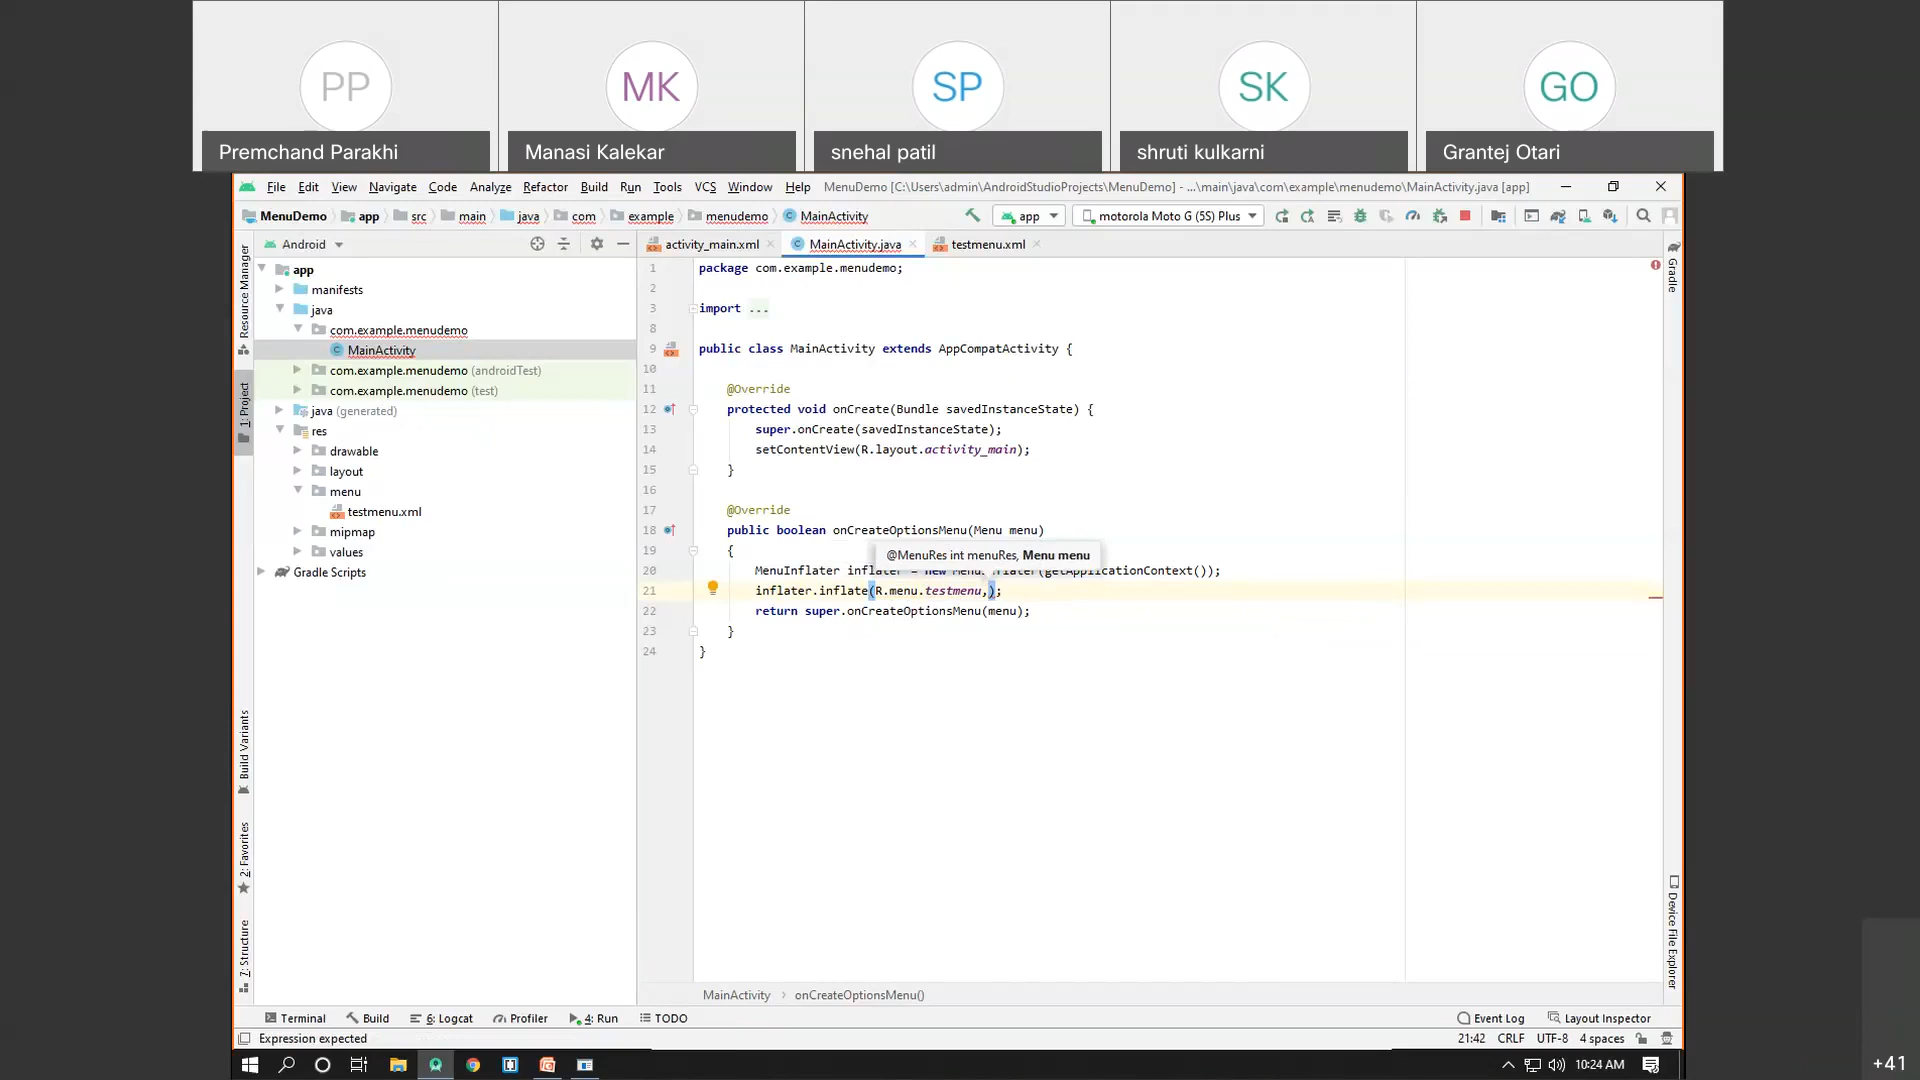 PP MK SP SK GO
Premchand Parakhi Manasi Kalekar snehal patil shruti kulkarni Grantej Otari
File Edit View Navigate Code Analyze Refactor Build Run Tools VCS Window Help MenuDemo [C:\Users\admin\AndroidStudioProjects\MenuDemo] - ...\main\java\com\example\menudemo\MainActivity.java [app]
MenuDemo app src main java com example menudemo MainActivity app motorola Moto G (5S) Plus
Android activity_main.xml MainActivity.java testmenu.xml
Resource Manager
1: Project
Build Variants
2: Favorites
7: Structure
app
manifests
java
com.example.menudemo
MainActivity
com.example.menudemo (androidTest)
com.example.menudemo (test)
java (generated)
res
drawable
layout
menu
testmenu.xml
mipmap
values
Gradle Scripts
1 package com.example.menudemo;
2
3 import ...
8
9 public class MainActivity extends AppCompatActivity {
10
11 @Override
12 protected void onCreate(Bundle savedInstanceState) {
13 super.onCreate(savedInstanceState);
14 setContentView(R.layout.activity_main);
15 }
16
17 @Override
18 public boolean onCreateOptionsMenu(Menu menu)
19 {
@MenuRes int menuRes, Menu menu
20 MenuInflater inflater = new (getApplicationContext());
21 inflater.inflate(R.menu.testmenu,);
22 return super.onCreateOptionsMenu(menu);
23 }
24 }
Gradle
Device File Explorer
MainActivity onCreateOptionsMenu()
Terminal Build 6: Logcat Profiler 4: Run TODO Event Log Layout Inspector
Expression expected 21:42 CRLF UTF-8 4 spaces
10:24 AM
+41